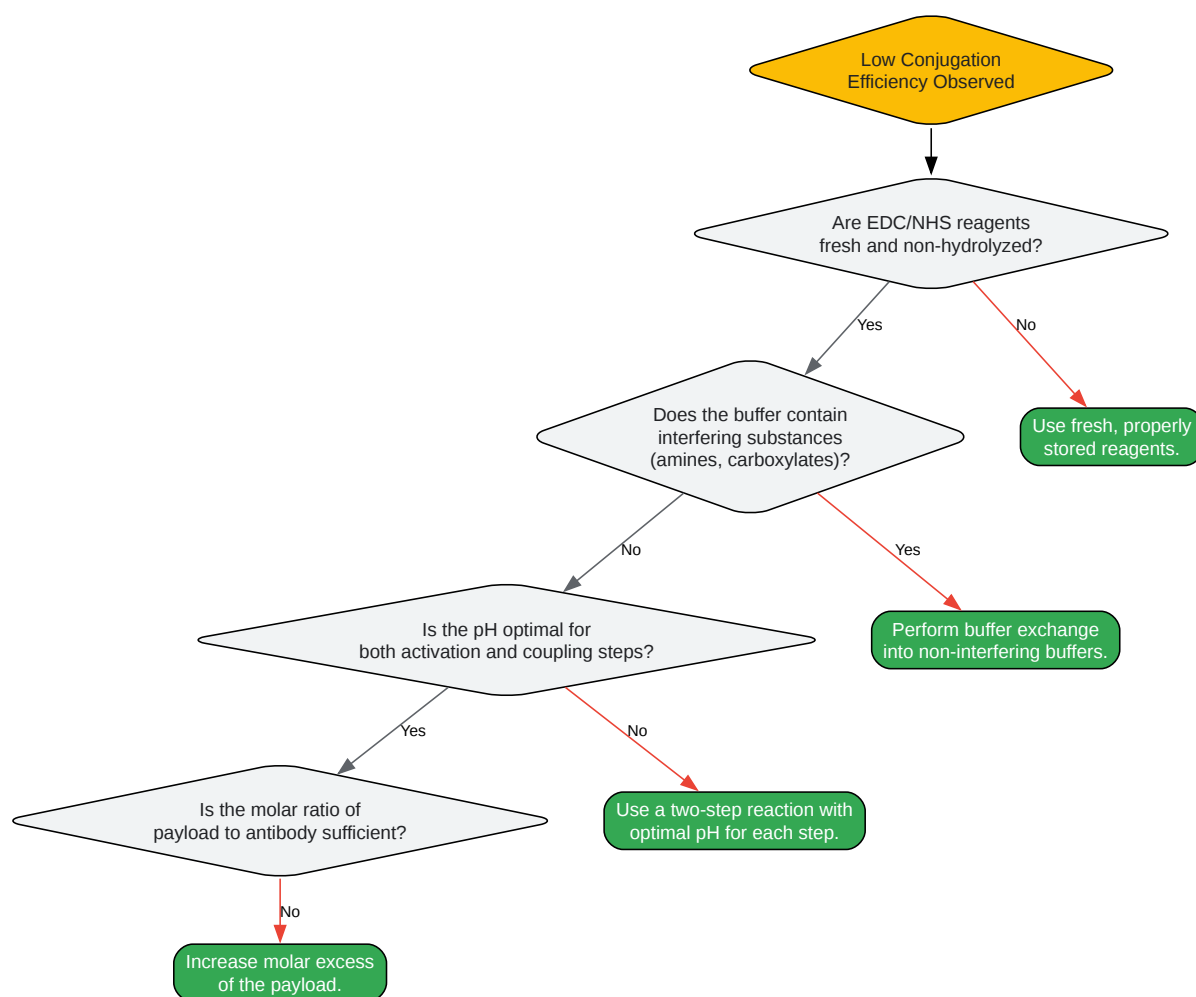 Low Conjugation
Efficiency Observed
Are EDC/NHS reagents
fresh and non-hydrolyzed?
Yes
No
Does the buffer contain
interfering substances
(amines, carboxylates)?
Use fresh, properly
stored reagents.
No
Yes
Is the pH optimal for
both activation and coupling steps?
Perform buffer exchange
into non-interfering buffers.
Yes
No
Is the molar ratio of
payload to antibody sufficient?
Use a two-step reaction with
optimal pH for each step.
No
Increase molar excess
of the payload.